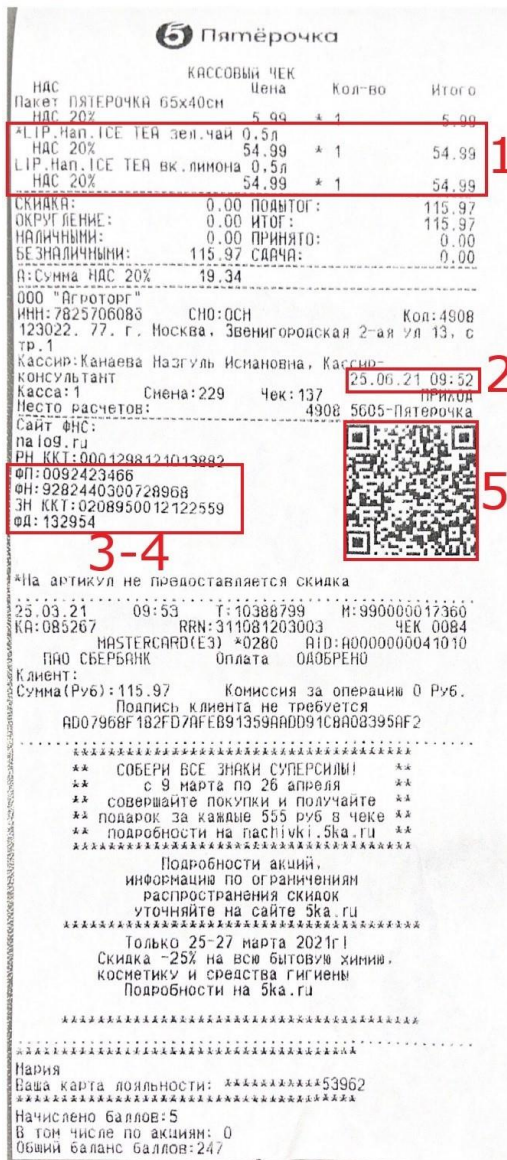 5 Пятёрочка
КАССОВЫЙ ЧЕК
НДС Цена Кол-во Итого
Пакет ПЯТЕРОЧКА 65х40см
НДС 20% 5.99 * 1 5.99
*LIP.Нап.ICE TEA зел.чай 0.5л
НДС 20% 54.99 * 1 54.99
LIP.Нап.ICE TEA вк.лимона 0.5л
НДС 20% 54.99 * 1 54.99
1
СКИДКА: 0.00 ПОДЫТОГ: 115.97
ОКРУГЛЕНИЕ: 0.00 ИТОГ: 115.97
НАЛИЧНЫМИ: 0.00 ПРИНЯТО: 0.00
БЕЗНАЛИЧНЫМИ: 115.97 СДАЧА: 0.00
А:Сумма НДС 20% 19.34
ООО "Агроторг"
ИНН:7825706086 СНО:ОСН Код:4908
123022. 77. г. Москва, Звенигородская 2-ая ул 13, с
тр.1
Кассир:Канаева Назгуль Исмановна, Кассир-
консультант 25.06.21 09:52
2
Касса:1 Смена:229 Чек:137 ПРИХОД
Место расчетов: 4908 5605-Пятерочка
Сайт ФНС:
nalog.ru
РН ККТ:0001298121013882
ФП:0092423466
ФН:9282440300728968
ЗН ККТ:0208950012122559
ФД:132954
3-4
5
*На артикул не предоставляется скидка
25.03.21 09:53 Т:10388799 М:990000017360
КА:085267 RRN:311081203003 ЧЕК 0084
MASTERCARD(E3) *0280 AID:A0000000041010
ПАО СБЕРБАНК Оплата ОДОБРЕНО
Клиент:
Сумма(Руб):115.97 Комиссия за операцию 0 Руб.
Подпись клиента не требуется
AD07968F182FD7AFEB91359AADD91C8A08395AF2
** СОБЕРИ ВСЕ ЗНАКИ СУПЕРСИЛЫ! **
** с 9 марта по 26 апреля **
** совершайте покупки и получайте **
** подарок за каждые 555 руб в чеке **
** подробности на nachivki.5ka.ru **
Подробности акций,
информацию по ограничениям
распространения скидок
уточняйте на сайте 5ka.ru
Только 25-27 марта 2021г!
Скидка -25% на всю бытовую химию,
косметику и средства гигиены
Подробности на 5ka.ru
Мария
Ваша карта лояльности: ***********53962
Начислено баллов:5
В том числе по акциям: 0
Общий баланс баллов:247